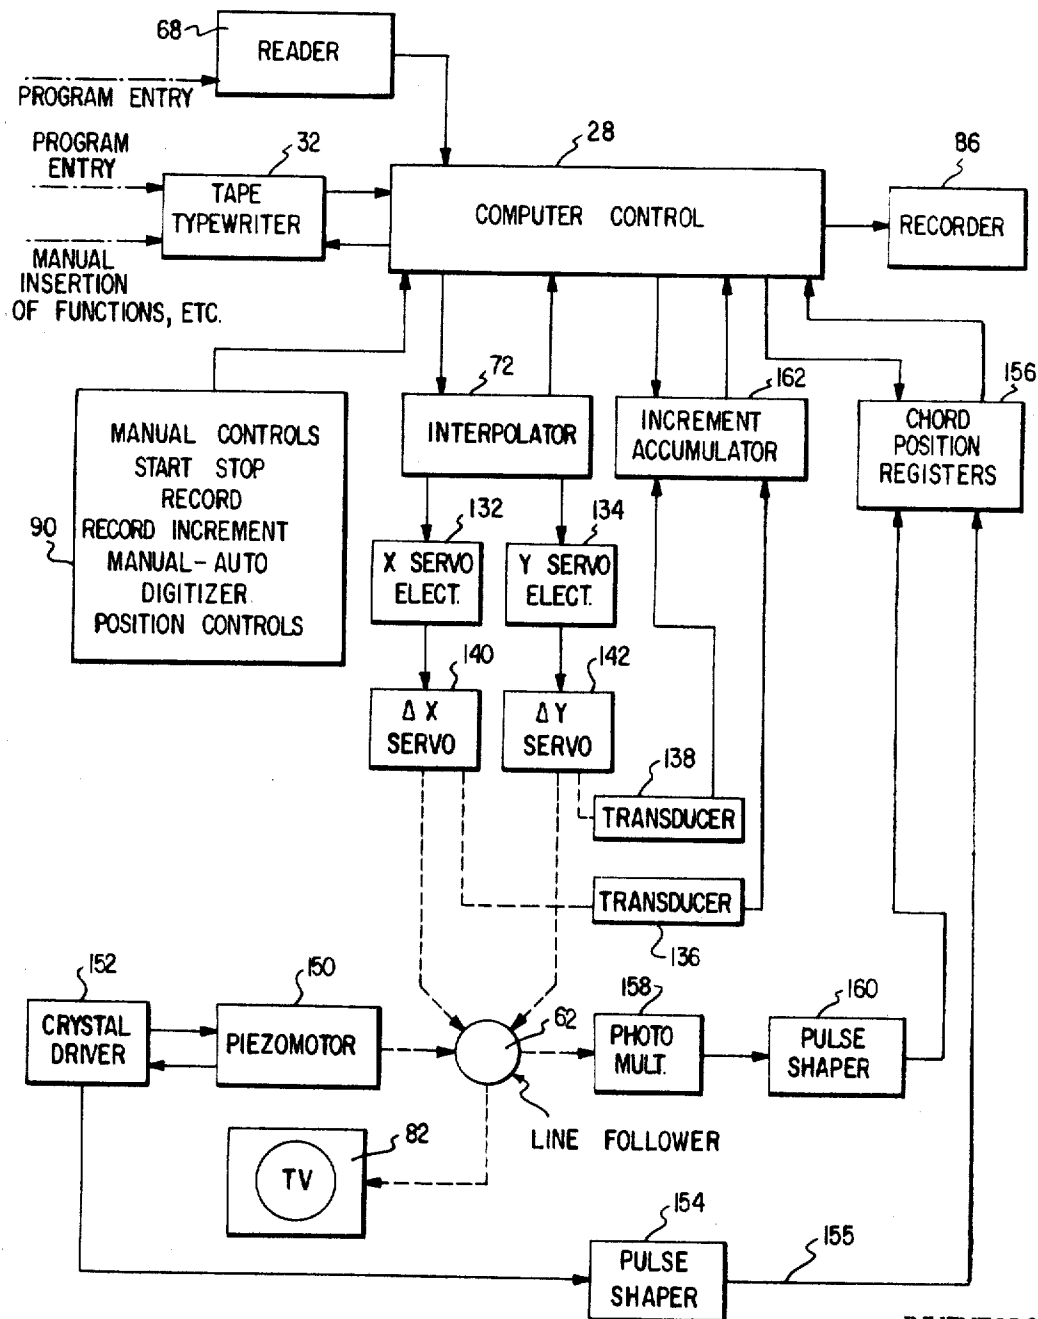 68
READER
PROGRAM ENTRY
PROGRAM
ENTRY
32
TAPE
TYPEWRITER
MANUAL
INSERTION
OF FUNCTIONS, ETC.
28
COMPUTER CONTROL
86
RECORDER
72
INTERPOLATOR
162
INCREMENT
ACCUMULATOR
156
CHORD
POSITION
REGISTERS
90
MANUAL CONTROLS
START STOP
RECORD
RECORD INCREMENT
MANUAL-AUTO
DIGITIZER
POSITION CONTROLS
132
X SERVO
ELECT.
134
Y SERVO
ELECT.
140
Δ X
SERVO
142
Δ Y
SERVO
138
TRANSDUCER
TRANSDUCER
136
152
CRYSTAL
DRIVER
150
PIEZOMOTOR
62
LINE FOLLOWER
158
PHOTO
MULT.
160
PULSE
SHAPER
82
TV
154
PULSE
SHAPER
155